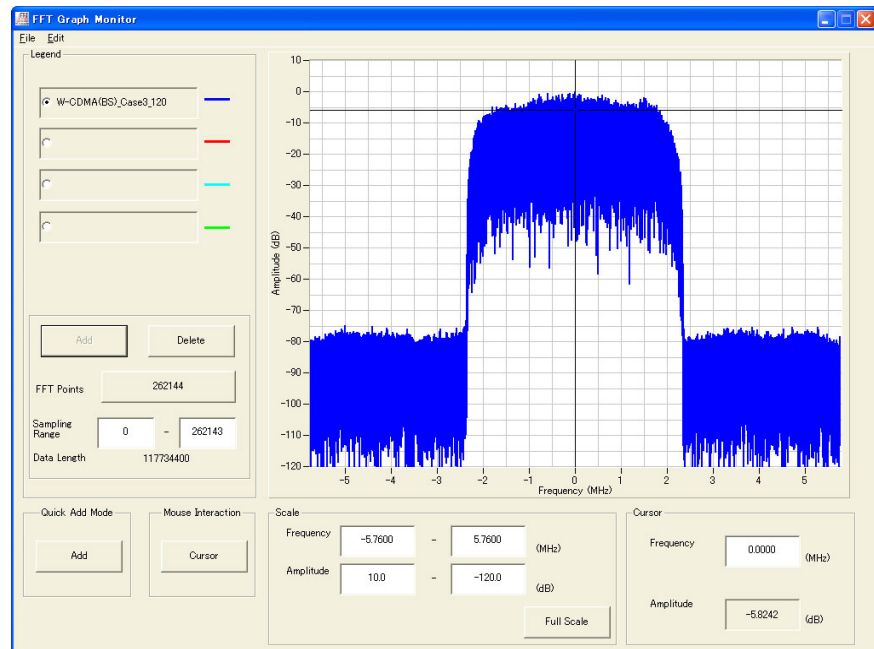 FFT Graph Monitor
File Edit
Legend
W-CDMA(BS)_Case3_120
Add
Delete
FFT Points
262144
Sampling
Range
0 - 262143
Data Length 117734400
Quick Add Mode
Add
Mouse Interaction
Cursor
Amplitude (dB)
10
0
-10
-20
-30
-40
-50
-60
-70
-80
-90
-100
-110
-120
-5 -4 -3 -2 -1 0 1 2 3 4 5
Frequency (MHz)
Scale
Frequency -5.7600 - 5.7600 (MHz)
Amplitude 10.0 - -120.0 (dB)
Full Scale
Cursor
Frequency 0.0000 (MHz)
Amplitude -5.8242 (dB)